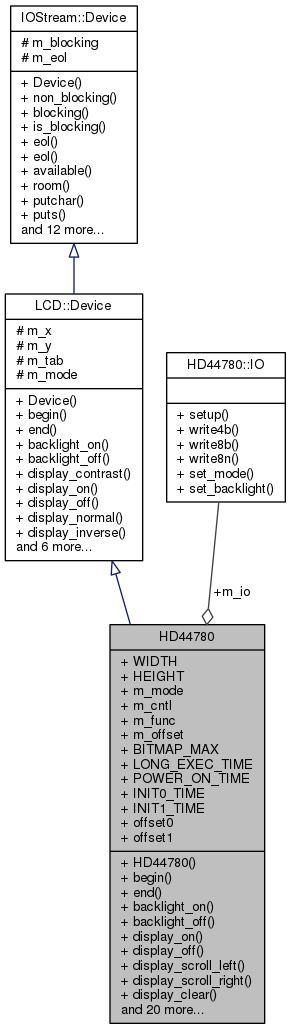 IOStream::Device
# m_blocking
# m_eol
+ Device()
+ non_blocking()
+ blocking()
+ is_blocking()
+ eol()
+ eol()
+ available()
+ room()
+ putchar()
+ puts()
and 12 more...
LCD::Device
# m_x
# m_y
# m_tab
# m_mode
+ Device()
+ begin()
+ end()
+ backlight_on()
+ backlight_off()
+ display_contrast()
+ display_on()
+ display_off()
+ display_normal()
+ display_inverse()
and 6 more...
HD44780::IO
+ setup()
+ write4b()
+ write8b()
+ write8n()
+ set_mode()
+ set_backlight()
+m_io
HD44780
+ WIDTH
+ HEIGHT
+ m_mode
+ m_cntl
+ m_func
+ m_offset
+ BITMAP_MAX
+ LONG_EXEC_TIME
+ POWER_ON_TIME
+ INIT0_TIME
+ INIT1_TIME
+ offset0
+ offset1
+ HD44780()
+ begin()
+ end()
+ backlight_on()
+ backlight_off()
+ display_on()
+ display_off()
+ display_scroll_left()
+ display_scroll_right()
+ display_clear()
and 20 more...